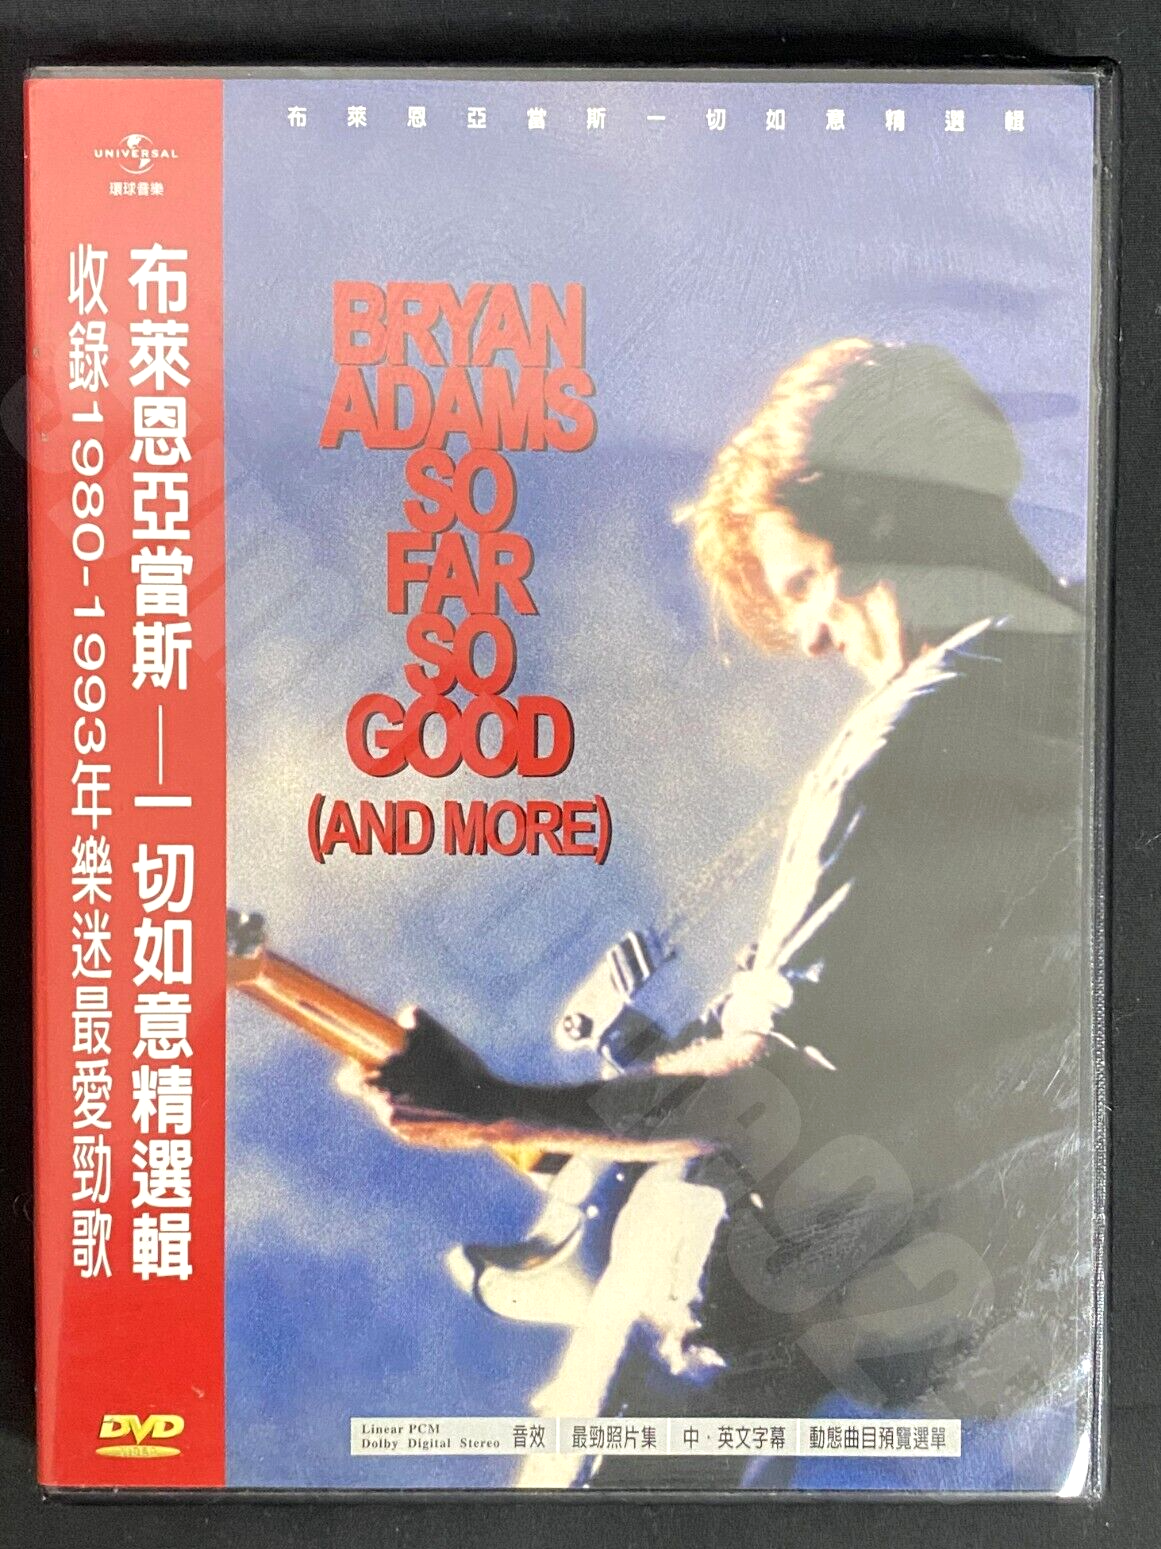 布萊恩亞當斯一切如意精選輯
UNIVERSAL
環球音樂
布萊恩亞當斯──一切如意精選輯
收錄1980-1993年樂迷最愛勁歌
BRYAN
ADAMS
SO
FAR
SO
GOOD
(AND MORE)
DVD
VIDEO
Linear PCM
Dolby Digital Stereo
音效
最勁照片集
中·英文字幕
動態曲目預覽選單